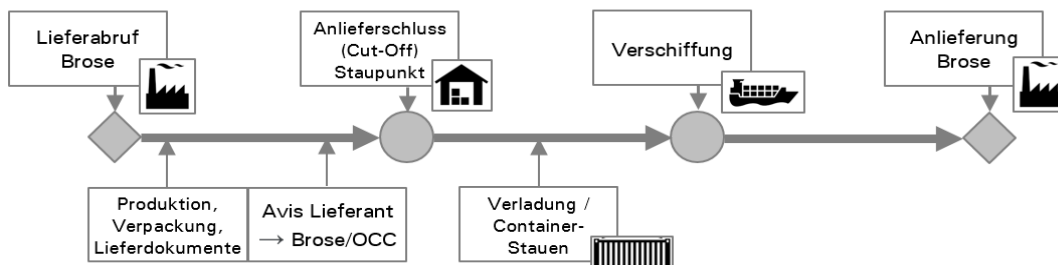 Lieferabruf
Brose
Anlieferschluss
(Cut-Off)
Staupunkt
Verschiffung
Anlieferung
Brose
Produktion,
Verpackung,
Lieferdokumente
Avis Lieferant
→ Brose/OCC
Verladung /
Container-
Stauen